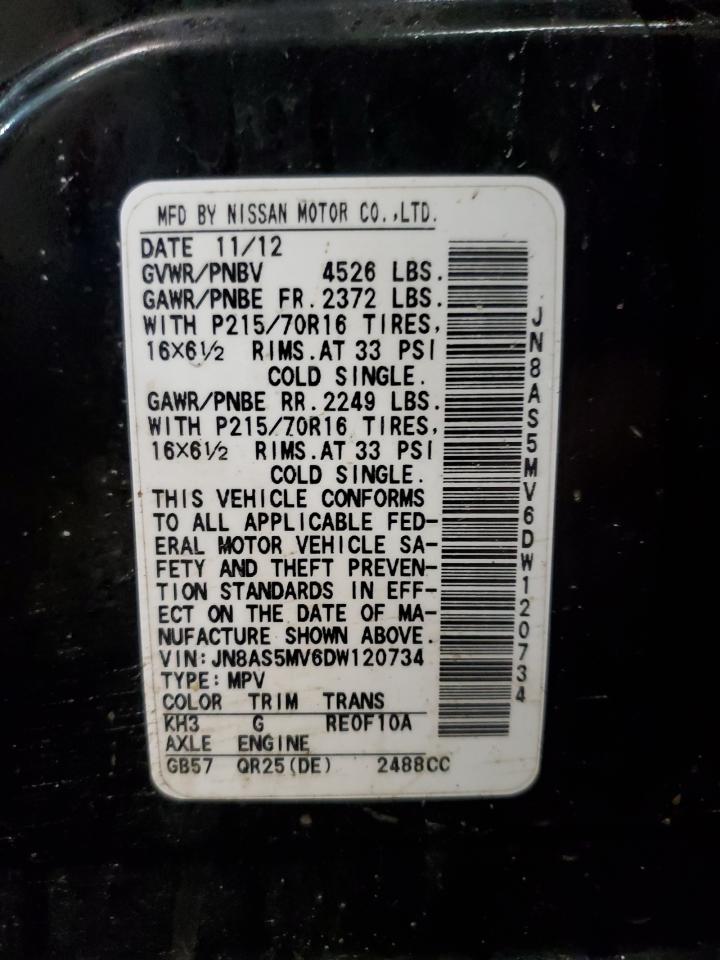 MFD BY NISSAN MOTOR CO.,LTD.
DATE 11/12
GVWR/PNBV 4526 LBS.
GAWR/PNBE FR.2372 LBS.
WITH P215/70R16 TIRES,
16X6½ RIMS.AT 33 PSI
COLD SINGLE.
GAWR/PNBE RR.2249 LBS.
WITH P215/70R16 TIRES,
16X6½ RIMS.AT 33 PSI
COLD SINGLE.
THIS VEHICLE CONFORMS
TO ALL APPLICABLE FED-
ERAL MOTOR VEHICLE SA-
FETY AND THEFT PREVEN-
TION STANDARDS IN EFF-
ECT ON THE DATE OF MA-
NUFACTURE SHOWN ABOVE.
VIN:JN8AS5MV6DW120734
TYPE:MPV
COLOR TRIM TRANS
KH3 G RE0F10A
AXLE ENGINE
GB57 QR25(DE) 2488CC
JN8AS5MV6DW120734